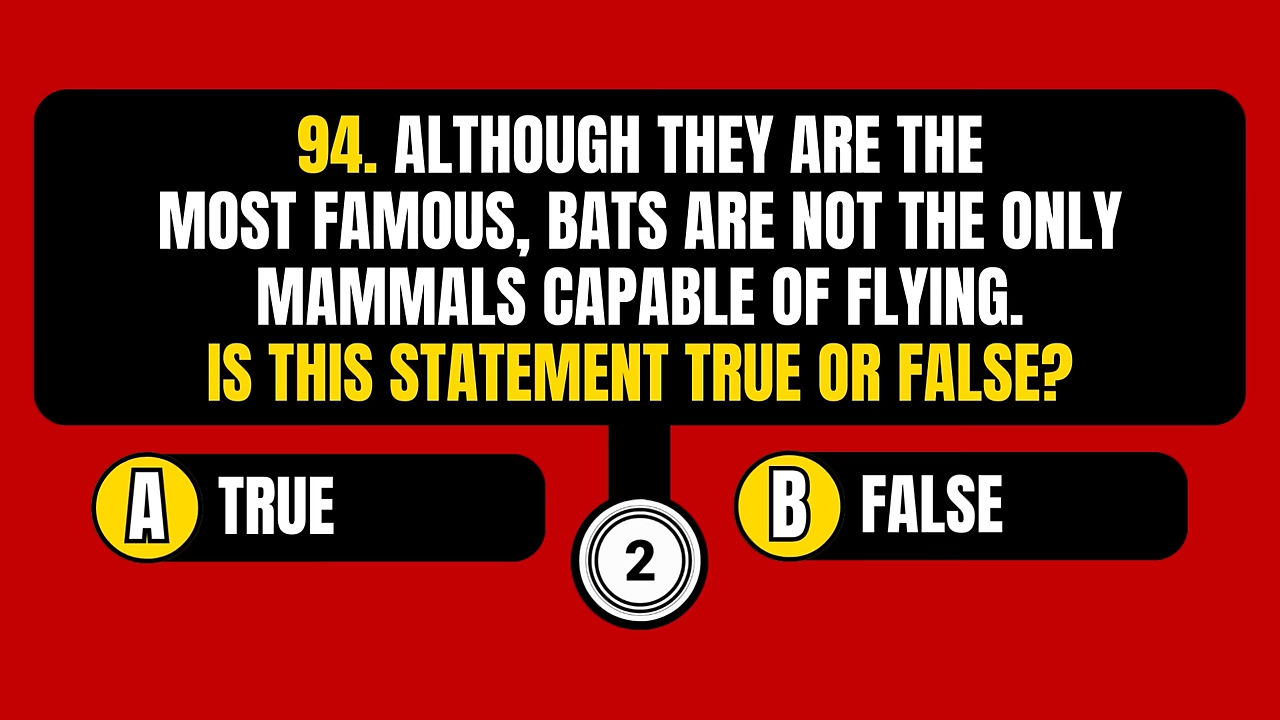 94. ALTHOUGH THEY ARE THE
MOST FAMOUS, BATS ARE NOT THE ONLY
MAMMALS CAPABLE OF FLYING.
IS THIS STATEMENT TRUE OR FALSE?
A TRUE
B FALSE
2